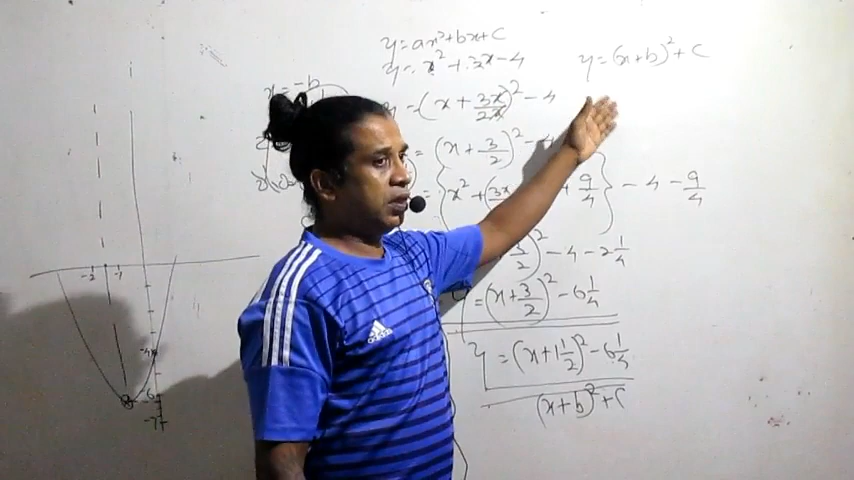 y = ax² + bx + c
y = x² + 3x - 4
y = (x+b)² + c
x = -b
y = (x + 3x/2x)² - 4
= (x + 3/2)² - 4
= {x² + (3x + 9/4} - 4 - 9/4
3/2)² - 4 - 2 1/4
y = (x + 3/2)² - 6 1/4
y = (x + 1 1/2)² - 6 1/4
(x+b)² + c
-2 -1
-4
-6
-7
adidas